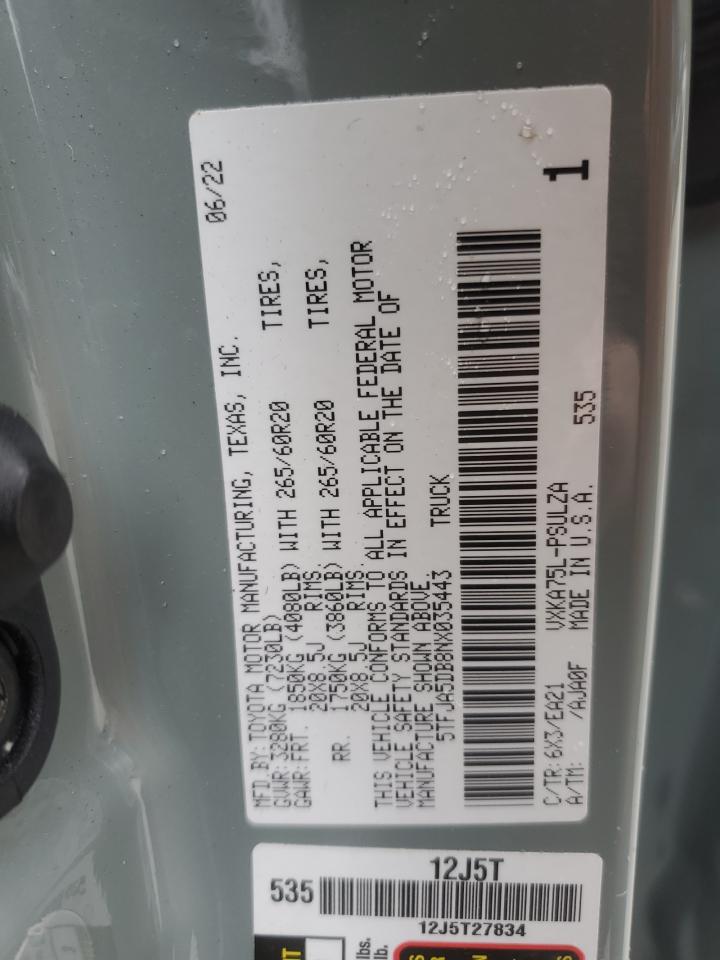 MFD. BY: TOYOTA MOTOR MANUFACTURING, TEXAS, INC. 06/22
GVWR: 3280KG (7230LB)
GAWR: FRT. 1850KG (4080LB) WITH 265/60R20 TIRES,
20X8.5J RIMS.
RR. 1750KG (3860LB) WITH 265/60R20 TIRES,
20X8.5J RIMS.
THIS VEHICLE CONFORMS TO ALL APPLICABLE FEDERAL MOTOR
VEHICLE SAFETY STANDARDS IN EFFECT ON THE DATE OF
MANUFACTURE SHOWN ABOVE.
5TFJA5DB8NX035443 TRUCK
1
C/TR: 6X3/EA21 VXKA75L-PSULZA 535
A/TM: /AJA0F MADE IN U.S.A.
12J5T
535
12J5T27834
lbs.
lb.